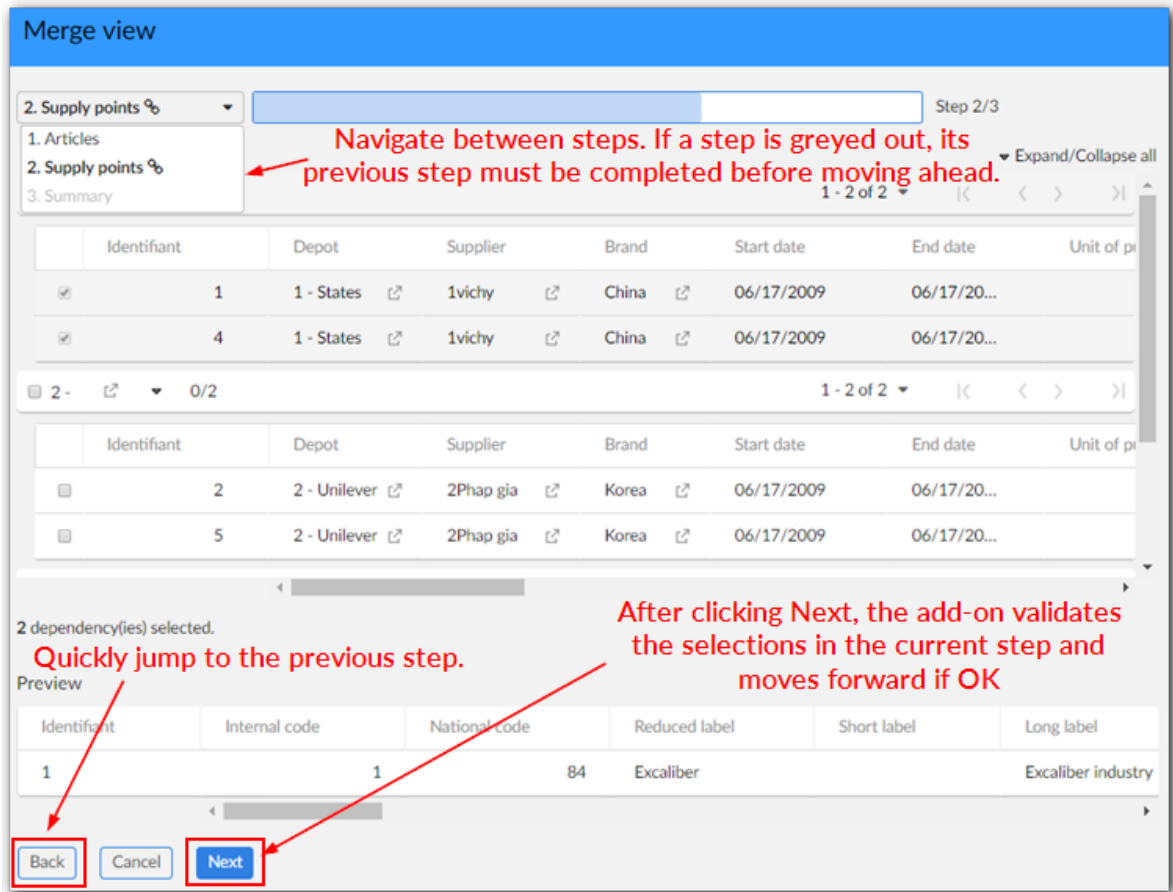 Merge view
2. Supply points
Step 2/3
1. Articles
2. Supply points
3. Summary
Navigate between steps. If a step is greyed out, its
previous step must be completed before moving ahead.
Expand/Collapse all
1 - 2 of 2
Identifiant Depot Supplier Brand Start date End date Unit of pu
1 1 - States 1vichy China 06/17/2009 06/17/20...
4 1 - States 1vichy China 06/17/2009 06/17/20...
2 - 0/2 1 - 2 of 2
Identifiant Depot Supplier Brand Start date End date Unit of pu
2 2 - Unilever 2Phap gia Korea 06/17/2009 06/17/20...
5 2 - Unilever 2Phap gia Korea 06/17/2009 06/17/20...
2 dependency(ies) selected.
Quickly jump to the previous step.
After clicking Next, the add-on validates
the selections in the current step and
moves forward if OK
Preview
Identifiant Internal code National code Reduced label Short label Long label
1 1 84 Excaliber Excaliber industry
Back Cancel Next